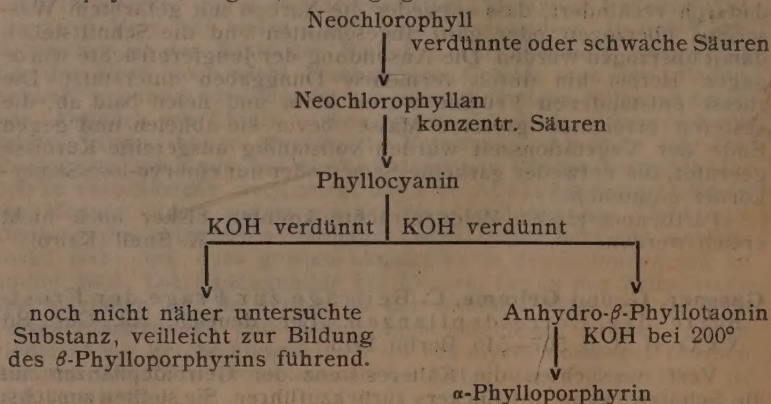 Neochlorophyll
verdünnte oder schwache Säuren
Neochlorophyllan
konzentr. Säuren
Phyllocyanin
KOH verdünnt KOH verdünnt
noch nicht näher untersuchte
Substanz, veilleicht zur Bildung
des β-Phylloporphyrins führend.
Anhydro-β-Phyllotaonin
KOH bei 200°
α-Phylloporphyrin